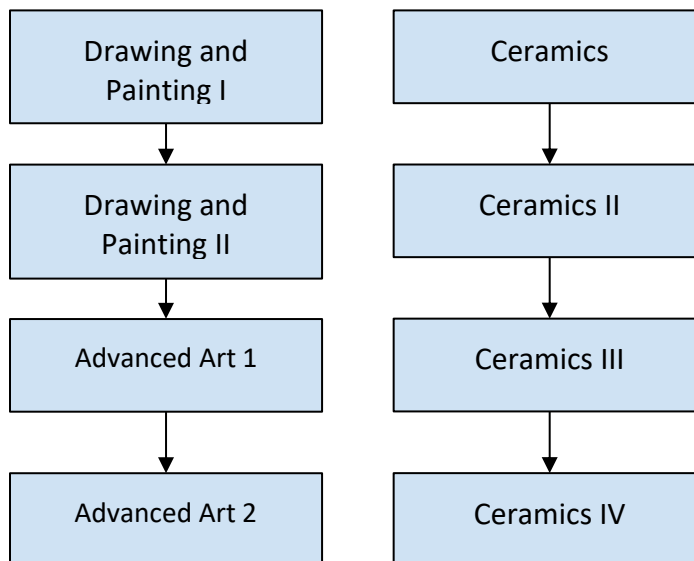 Drawing and
Painting I
Ceramics
Drawing and
Painting II
Ceramics II
Advanced Art 1
Ceramics III
Advanced Art 2
Ceramics IV